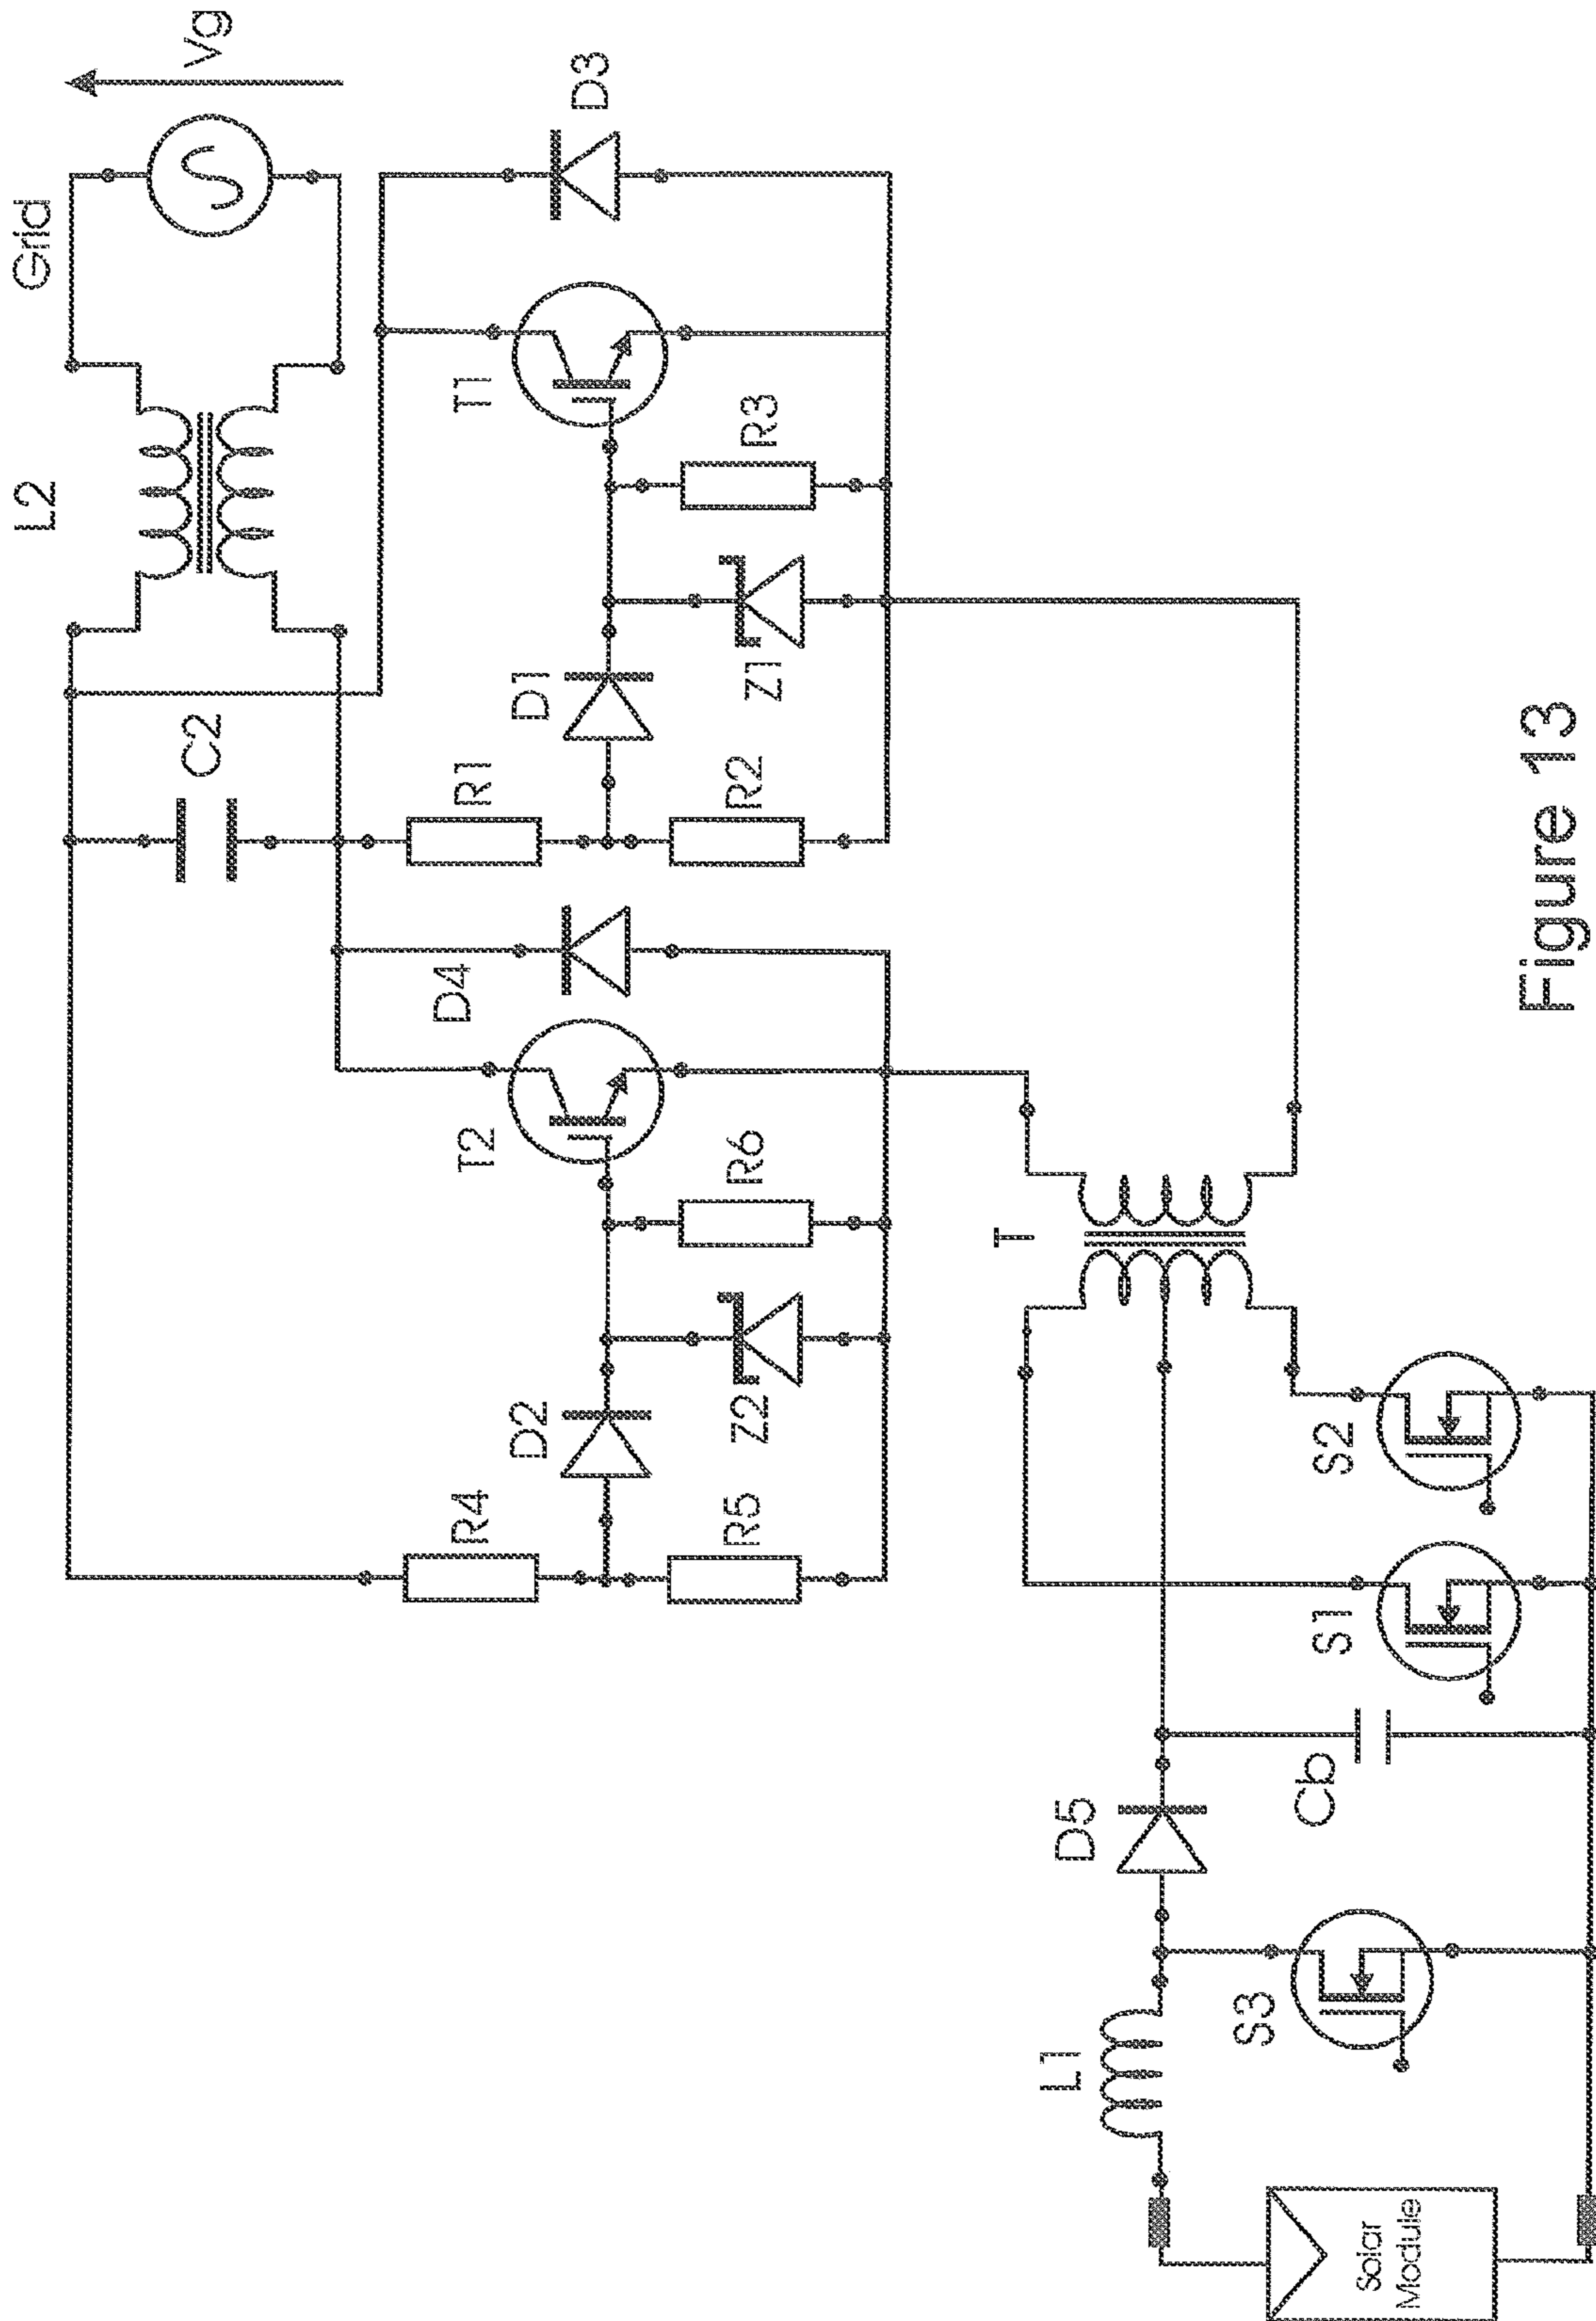 Grid
Vg
L2
C2
D3
T1
R1
D1
R3
D4
R2
Z1
T2
R4
D2
R6
R5
Z2
T
D5
L1
S1
S2
Cb
S3
Solar
Module
Figure 13